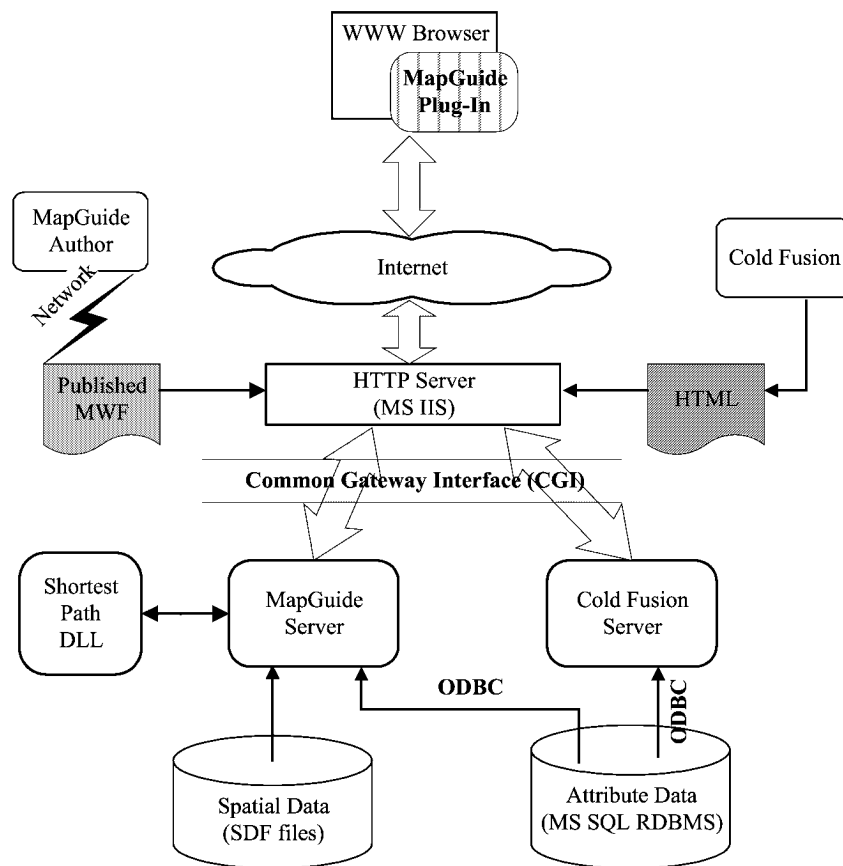 WWW Browser
MapGuide
Plug-In
MapGuide
Author
Internet
Cold Fusion
Network
Published
MWF
HTTP Server
(MS IIS)
HTML
Common Gateway Interface (CGI)
Shortest
Path
DLL
MapGuide
Server
Cold Fusion
Server
ODBC
ODBC
Spatial Data
(SDF files)
Attribute Data
(MS SQL RDBMS)